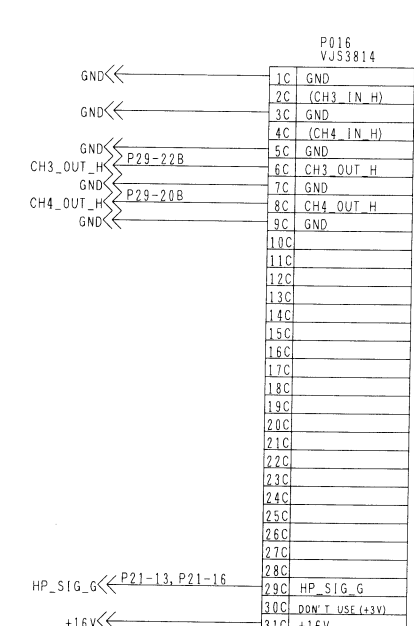 P016
VJS3814
GND 1C GND
2C (CH3_IN_H)
GND 3C GND
4C (CH4_IN_H)
GND 5C GND
CH3_OUT_H P29-22B 6C CH3_OUT_H
GND 7C GND
CH4_OUT_H P29-20B 8C CH4_OUT_H
GND 9C GND
10C
11C
12C
13C
14C
15C
16C
17C
18C
19C
20C
21C
22C
23C
24C
25C
26C
27C
28C
HP_SIG_G P21-13, P21-16 29C HP_SIG_G
30C DON'T USE (+3V)
+16V 31C +16V